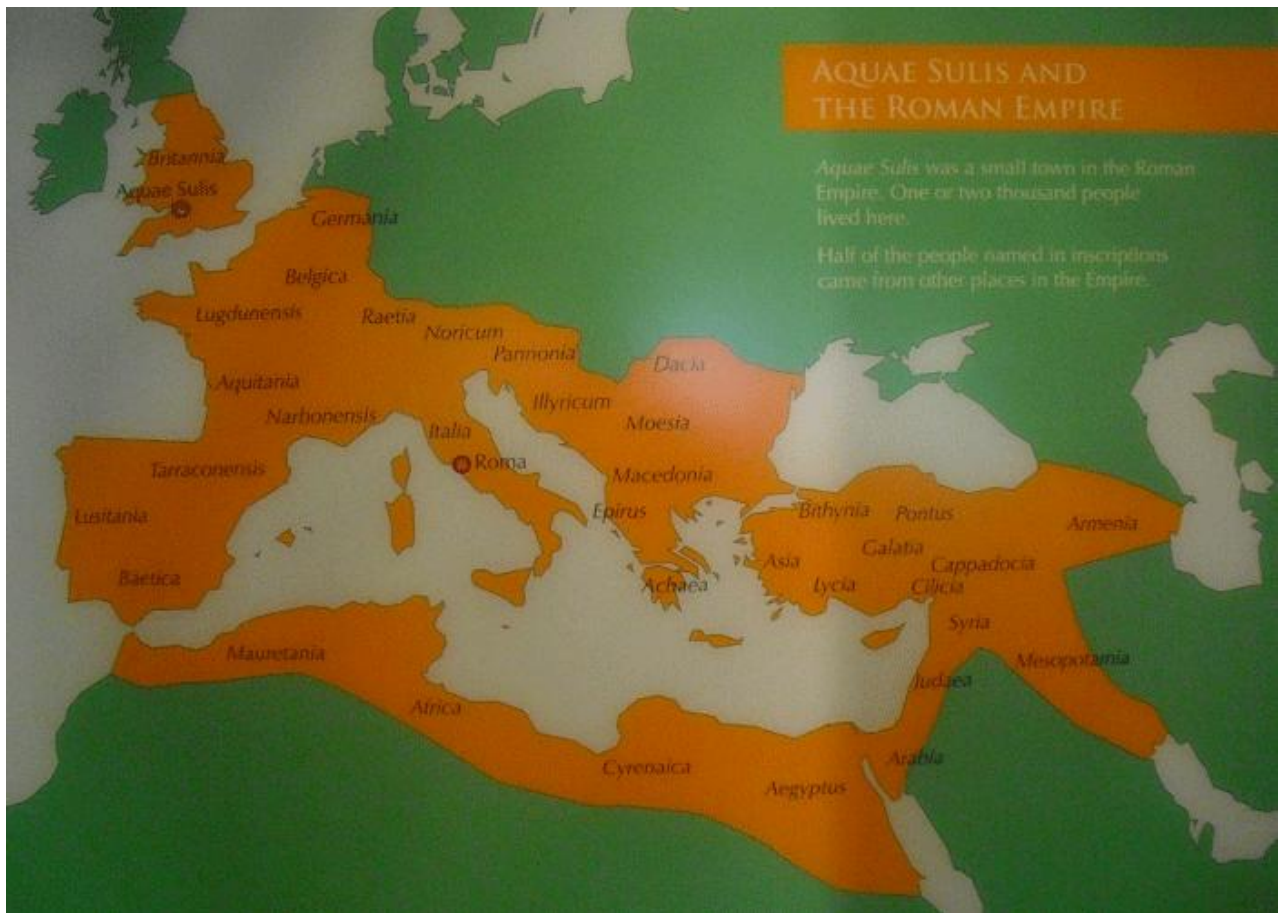 AQUAE SULIS AND
THE ROMAN EMPIRE
Aquae Sulis was a small town in the Roman
Empire. One or two thousand people
lived here.
Half of the people named in inscriptions
came from other places in the Empire.
Britannia
Aquae Sulis
Germania
Belgica
Lugdunensis
Raetia
Noricum
Pannonia
Dacia
Aquitania
Illyricum
Narbonensis
Moesia
Italia
Roma
Tarraconensis
Macedonia
Lusitania
Epirus
Bithynia
Pontus
Armenia
Galatia
Asia
Cappadocia
Baetica
Achaea
Lycia
Cilicia
Syria
Mauretania
Mesopotamia
Judaea
Africa
Arabia
Cyrenaica
Aegyptus